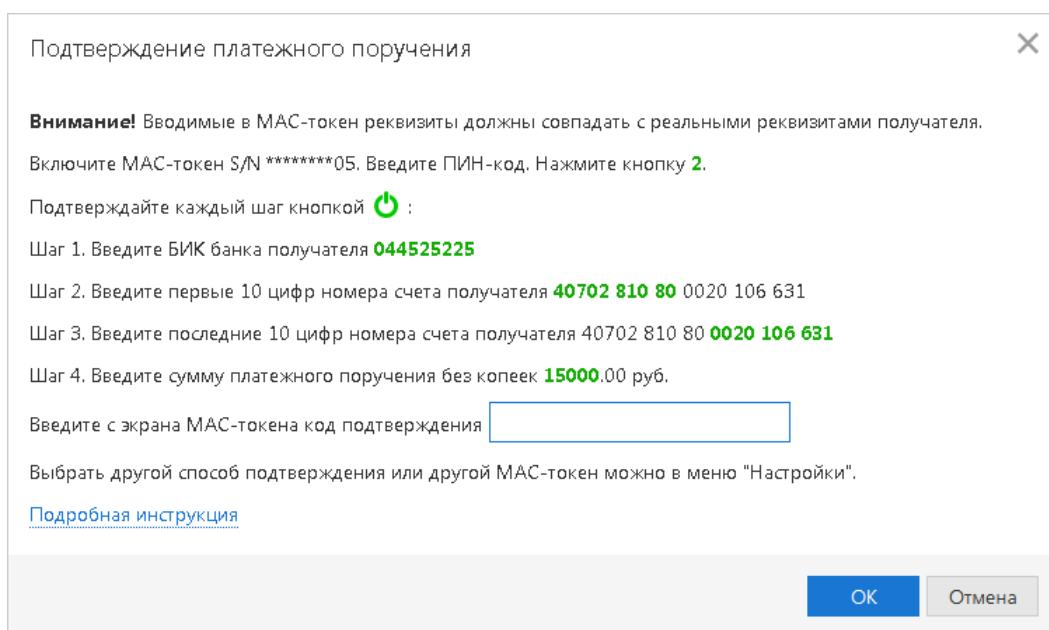 Подтверждение платежного поручения
Внимание! Вводимые в МАС-токен реквизиты должны совпадать с реальными реквизитами получателя.
Включите МАС-токен S/N ********05. Введите ПИН-код. Нажмите кнопку 2.
Подтверждайте каждый шаг кнопкой :
Шаг 1. Введите БИК банка получателя 044525225
Шаг 2. Введите первые 10 цифр номера счета получателя 40702 810 80 0020 106 631
Шаг 3. Введите последние 10 цифр номера счета получателя 40702 810 80 0020 106 631
Шаг 4. Введите сумму платежного поручения без копеек 15000.00 руб.
Введите с экрана МАС-токена код подтверждения
Выбрать другой способ подтверждения или другой МАС-токен можно в меню "Настройки".
Подробная инструкция
ОК Отмена